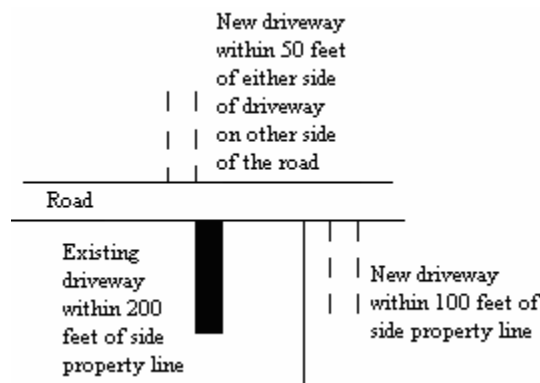 New driveway
within 50 feet
of either side
of driveway
on other side
of the road
Road
Existing
driveway
within 200
feet of side
property line
New driveway
within 100 feet of
side property line